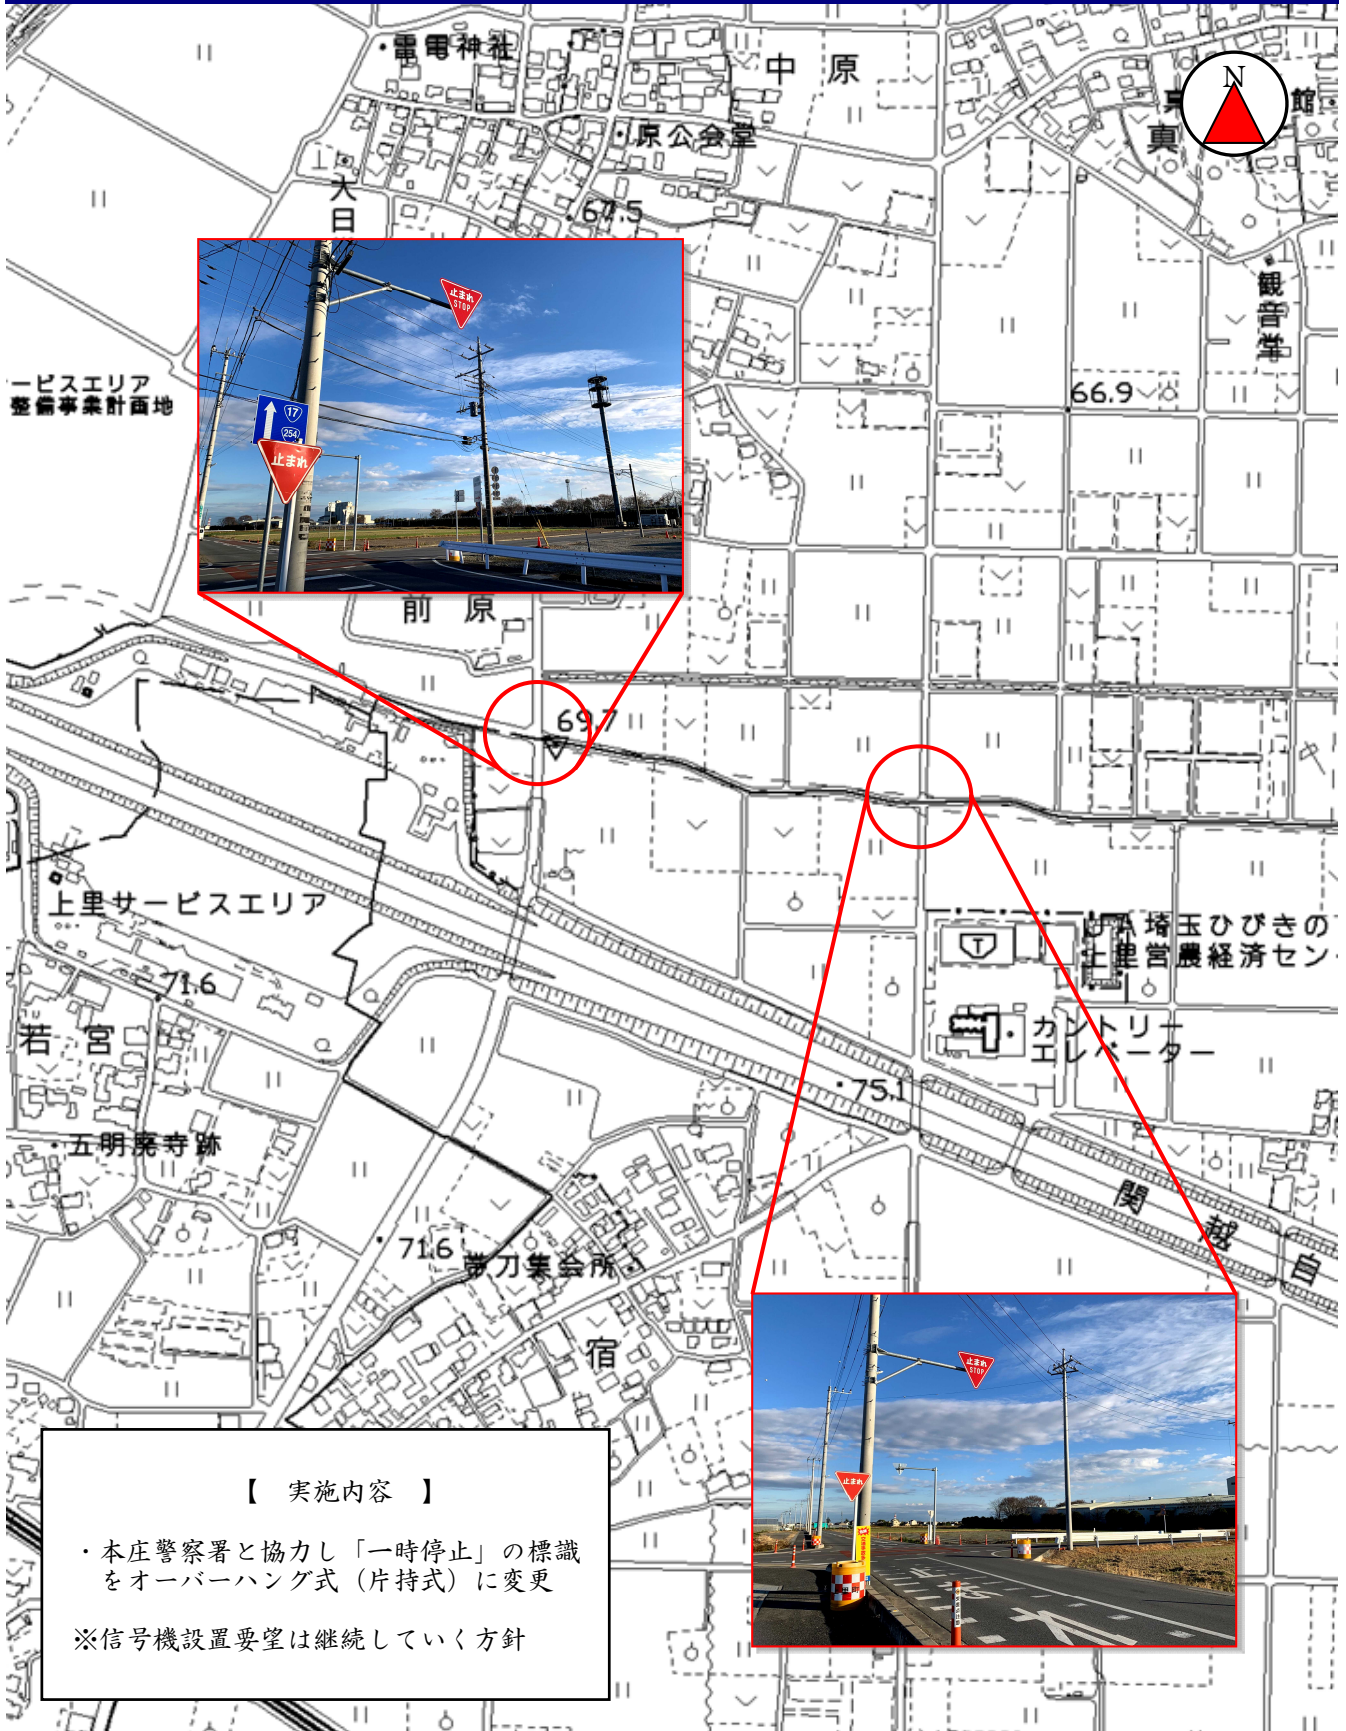 雷電神社
中原
N
館
真
原公会堂
大日
67.5
観音堂
止まれ
STOP
ービスエリア
整備事業計画地
66.9
17
254
止まれ
前原
69.7
上里サービスエリア
JA埼玉ひびきの
上里営農経済セン
T
71.6
若宮
カントリー
エレベーター
75.1
五明廃寺跡
関越自
71.6
帯刀集会所
宿
止まれ
STOP
止まれ
【 実施内容 】
・本庄警察署と協力し「一時停止」の標識
をオーバーハング式（片持式）に変更
※信号機設置要望は継続していく方針